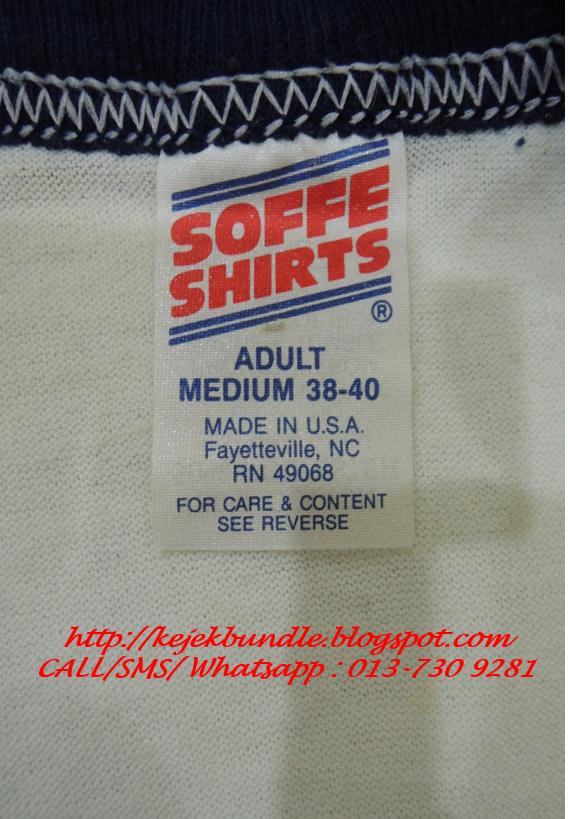 SOFFE
SHIRTS
®
ADULT
MEDIUM 38-40
MADE IN U.S.A.
Fayetteville, NC
RN 49068
FOR CARE & CONTENT
SEE REVERSE
http://kejekbundle.blogspot.com
CALL/SMS/Whatsapp : 013-730 9281